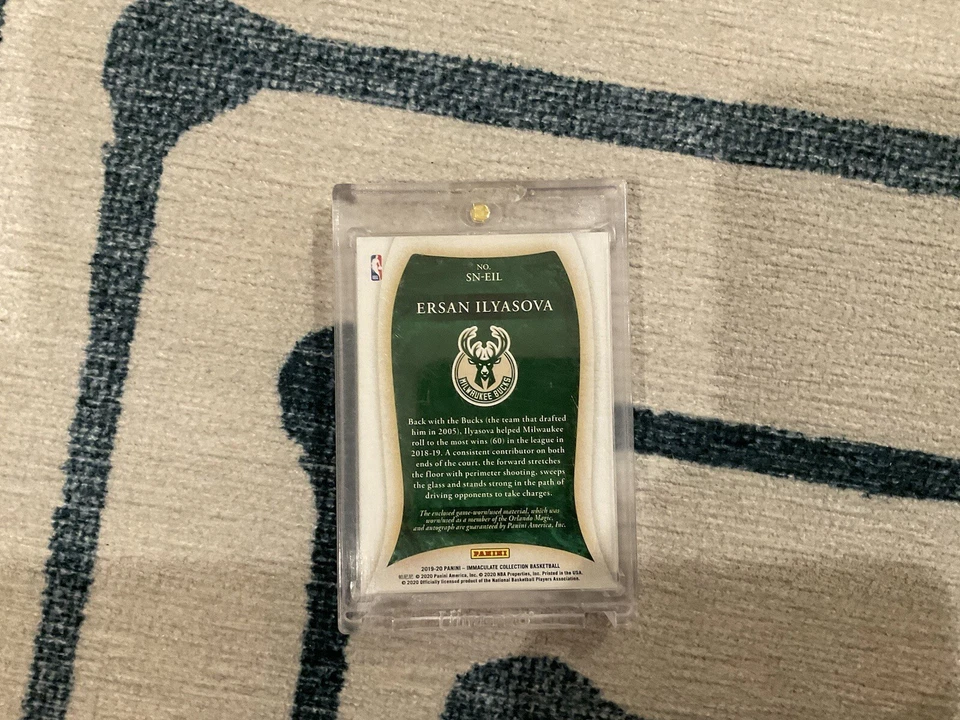 NO.
SN-EIL
ERSAN ILYASOVA
MILWAUKEE BUCKS
Back with the Bucks (the team that drafted
him in 2005), Ilyasova helped Milwaukee
roll to the most wins (60) in the league in
2018-19. A consistent contributor on both
ends of the court, the forward stretches
the floor with perimeter shooting, sweeps
the glass and stands strong in the path of
driving opponents to take charges.
The enclosed game-worn/used material, which was
worn/used as a member of the Orlando Magic,
and autograph are guaranteed by Panini America, Inc.
PANINI
2019-20 PANINI – IMMACULATE COLLECTION BASKETBALL
© 2020 Panini America, Inc. © 2020 NBA Properties, Inc. Printed in the USA.
© 2020 Officially licensed product of the National Basketball Players Association.